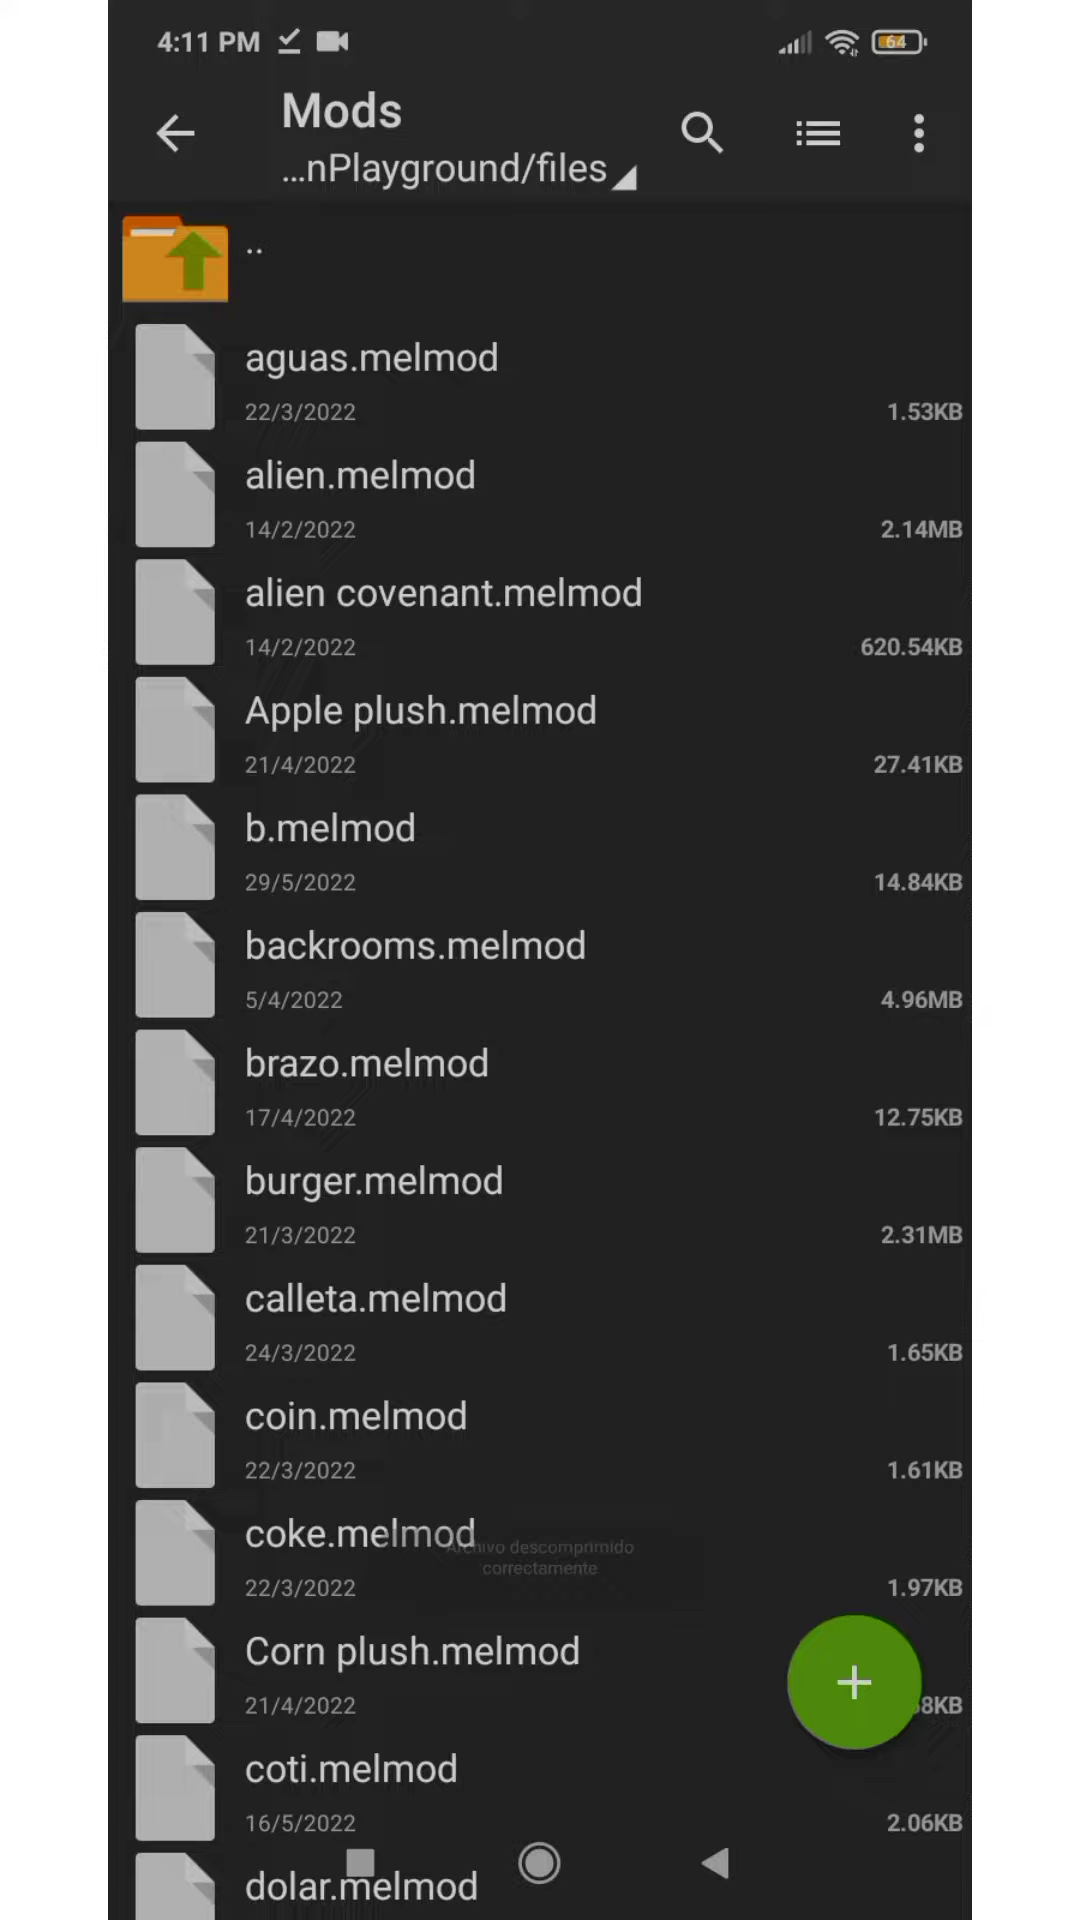 4:11 PM
64
Mods
...nPlayground/files
..
aguas.melmod
22/3/2022
1.53KB
alien.melmod
14/2/2022
2.14MB
alien covenant.melmod
14/2/2022
620.54KB
Apple plush.melmod
21/4/2022
27.41KB
b.melmod
29/5/2022
14.84KB
backrooms.melmod
5/4/2022
4.96MB
brazo.melmod
17/4/2022
12.75KB
burger.melmod
21/3/2022
2.31MB
calleta.melmod
24/3/2022
1.65KB
coin.melmod
22/3/2022
1.61KB
coke.melmod
Archivo descomprimido
correctamente
22/3/2022
1.97KB
Corn plush.melmod
21/4/2022
coti.melmod
16/5/2022
2.06KB
dolar.melmod